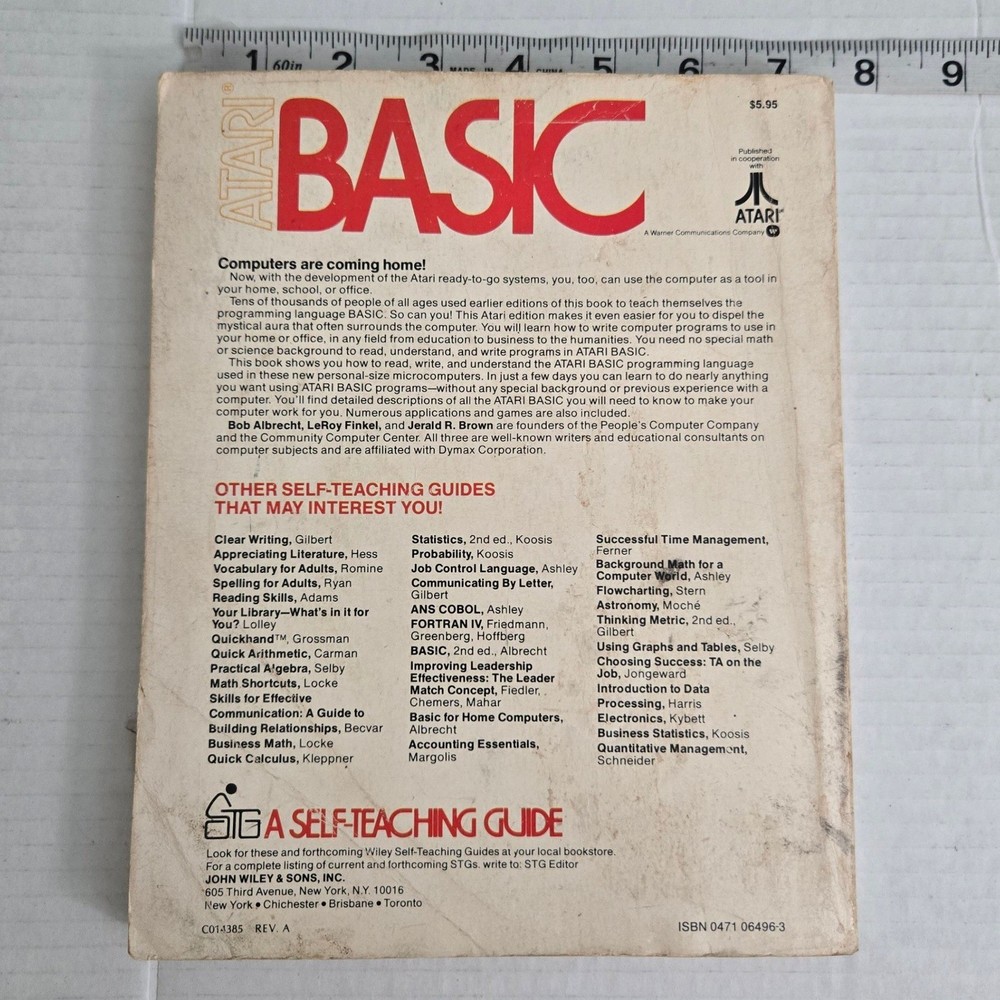 1 60in 2 3 MADE IN 4 CHINA 5 6 7 8 9
ATARI®
BASIC
$5.95
Published
in cooperation
with
ATARI
A Warner Communications Company
Computers are coming home!
Now, with the development of the Atari ready-to-go systems, you, too, can use the computer as a tool in
your home, school, or office.
Tens of thousands of people of all ages used earlier editions of this book to teach themselves the
programming language BASIC. So can you! This Atari edition makes it even easier for you to dispel the
mystical aura that often surrounds the computer. You will learn how to write computer programs to use in
your home or office, in any field from education to business to the humanities. You need no special math
or science background to read, understand, and write programs in ATARI BASIC.
This book shows you how to read, write, and understand the ATARI BASIC programming language
used in these new personal-size microcomputers. In just a few days you can learn to do nearly anything
you want using ATARI BASIC programs—without any special background or previous experience with a
computer. You'll find detailed descriptions of all the ATARI BASIC you will need to know to make your
computer work for you. Numerous applications and games are also included.
Bob Albrecht, LeRoy Finkel, and Jerald R. Brown are founders of the People's Computer Company
and the Community Computer Center. All three are well-known writers and educational consultants on
computer subjects and are affiliated with Dymax Corporation.
OTHER SELF-TEACHING GUIDES
THAT MAY INTEREST YOU!
Clear Writing, Gilbert
Appreciating Literature, Hess
Vocabulary for Adults, Romine
Spelling for Adults, Ryan
Reading Skills, Adams
Your Library—What's in it for
You? Lolley
Quickhand™, Grossman
Quick Arithmetic, Carman
Practical Algebra, Selby
Math Shortcuts, Locke
Skills for Effective
Communication: A Guide to
Building Relationships, Becvar
Business Math, Locke
Quick Calculus, Kleppner
Statistics, 2nd ed., Koosis
Probability, Koosis
Job Control Language, Ashley
Communicating By Letter,
Gilbert
ANS COBOL, Ashley
FORTRAN IV, Friedmann,
Greenberg, Hoffberg
BASIC, 2nd ed., Albrecht
Improving Leadership
Effectiveness: The Leader
Match Concept, Fiedler,
Chemers, Mahar
Basic for Home Computers,
Albrecht
Accounting Essentials,
Margolis
Successful Time Management,
Ferner
Background Math for a
Computer World, Ashley
Flowcharting, Stern
Astronomy, Moché
Thinking Metric, 2nd ed.,
Gilbert
Using Graphs and Tables, Selby
Choosing Success: TA on the
Job, Jongeward
Introduction to Data
Processing, Harris
Electronics, Kybett
Business Statistics, Koosis
Quantitative Management,
Schneider
STG A SELF-TEACHING GUIDE
Look for these and forthcoming Wiley Self-Teaching Guides at your local bookstore.
For a complete listing of current and forthcoming STGs. write to: STG Editor
JOHN WILEY & SONS, INC.
605 Third Avenue, New York, N.Y. 10016
New York • Chichester • Brisbane • Toronto
C014385 REV. A
ISBN 0471 06496-3